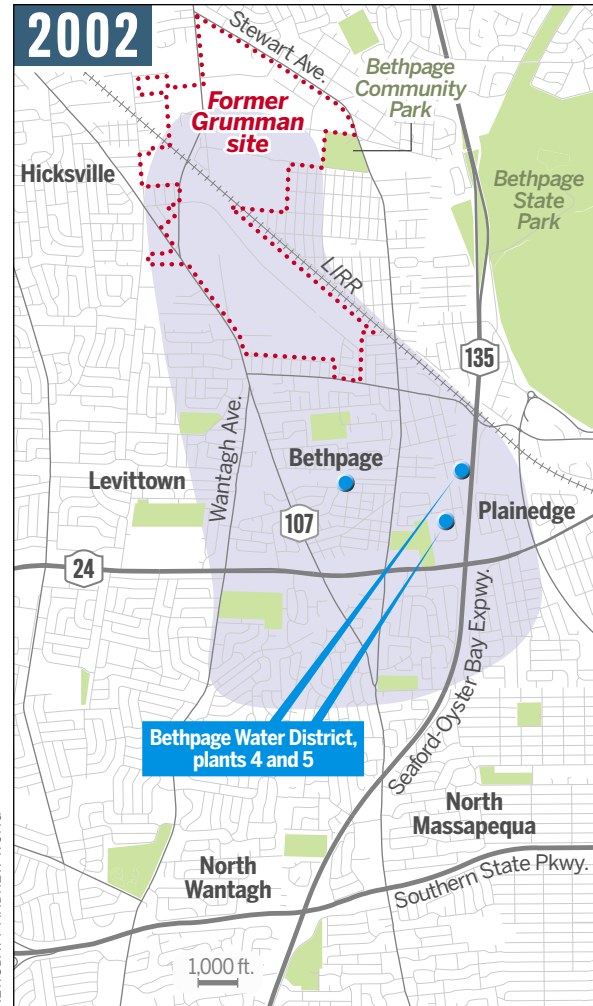 2002
Stewart Ave.
Bethpage
Community
Park
Former
Grumman
site
Hicksville
Bethpage
State
Park
LIRR
135
Wantagh Ave.
Bethpage
Levittown
107
Plainedge
24
Seaford-Oyster Bay Expwy.
Bethpage Water District,
plants 4 and 5
North
Massapequa
North
Wantagh
Southern State Pkwy.
1,000 ft.